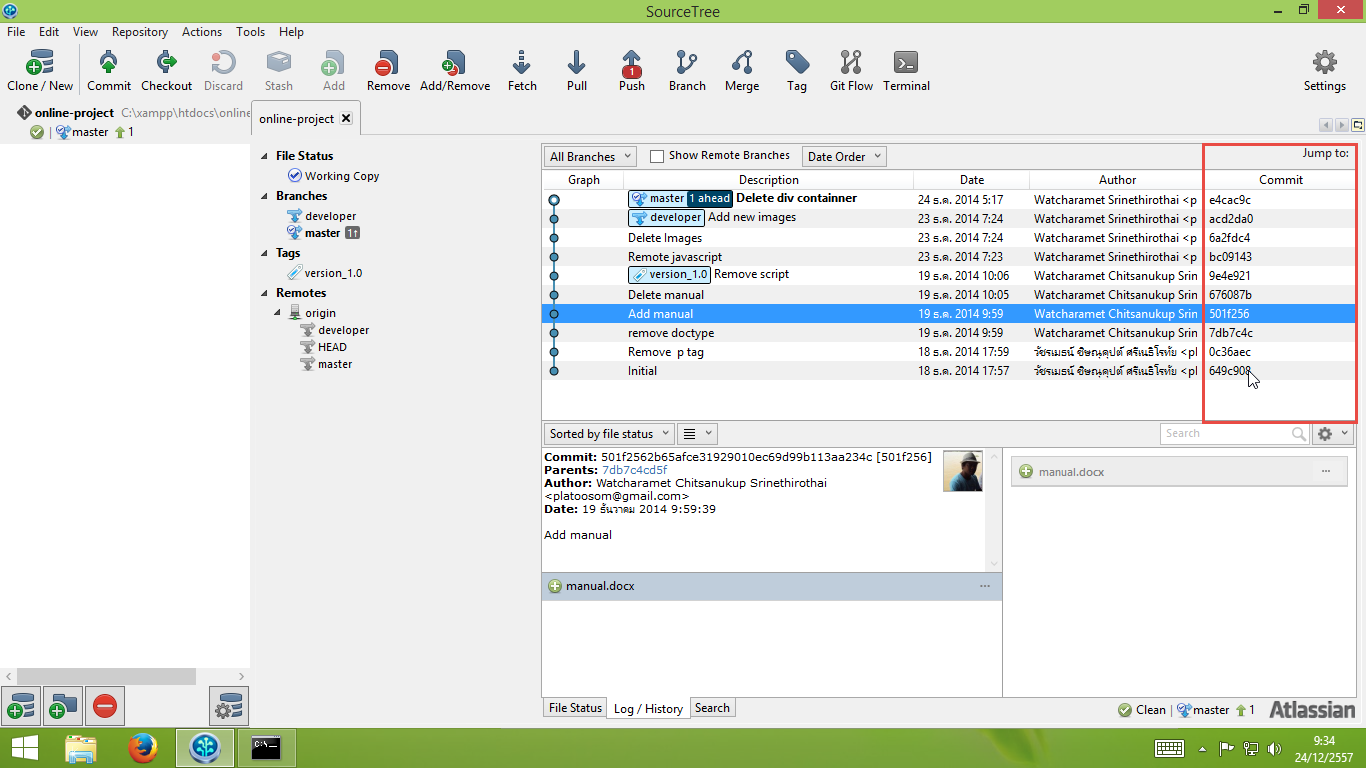 SourceTree
File Edit View Repository Actions Tools Help
Clone / New Commit Checkout Discard Stash Add Remove Add/Remove Fetch 1 Pull Push Branch Merge Tag Git Flow Terminal Settings
online-project C:\xampp\htdocs\online
master 1
online-project
File Status
Working Copy
Branches
developer
master 1↑
Tags
version_1.0
Remotes
origin
developer
HEAD
master
All Branches Show Remote Branches Date Order Jump to:
Graph Description Date Author Commit
master 1 ahead Delete div containner 24 ธ.ค. 2014 5:17 Watcharamet Srinethirothai <p e4cac9c
developer Add new images 23 ธ.ค. 2014 7:24 Watcharamet Srinethirothai <p acd2da0
Delete Images 23 ธ.ค. 2014 7:24 Watcharamet Srinethirothai <p 6a2fdc4
Remote javascript 23 ธ.ค. 2014 7:23 Watcharamet Srinethirothai <p bc09143
version_1.0 Remove script 19 ธ.ค. 2014 10:06 Watcharamet Chitsanukup Srin 9e4e921
Delete manual 19 ธ.ค. 2014 10:05 Watcharamet Chitsanukup Srin 676087b
Add manual 19 ธ.ค. 2014 9:59 Watcharamet Chitsanukup Srin 501f256
remove doctype 19 ธ.ค. 2014 9:59 Watcharamet Chitsanukup Srin 7db7c4c
Remove p tag 18 ธ.ค. 2014 17:59 วัชรเมธน์ ชิษณุคุปต์ ศรีเนธิโรทัย <pl 0c36aec
Initial 18 ธ.ค. 2014 17:57 วัชรเมธน์ ชิษณุคุปต์ ศรีเนธิโรทัย <pl 649c908
Sorted by file status Search
Commit: 501f2562b65afce31929010ec69d99b113aa234c [501f256]
Parents: 7db7c4cd5f
Author: Watcharamet Chitsanukup Srinethirothai
<platoosom@gmail.com>
Date: 19 ธันวาคม 2014 9:59:39
Add manual
manual.docx
manual.docx
File Status Log / History Search
Clean | master 1 Atlassian
C:\
9:34
24/12/2557